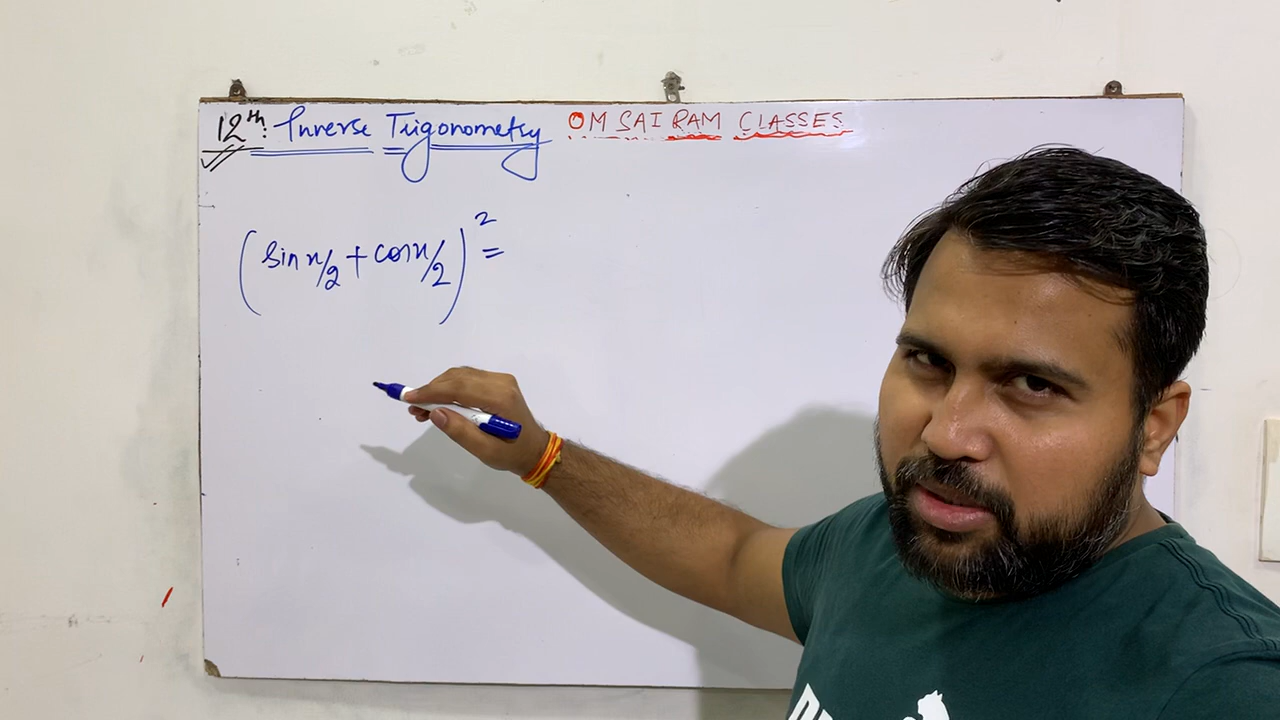 12th: Inverse Trigonometry OM SAI RAM CLASSES
(sin x/2 + cos x/2)² =